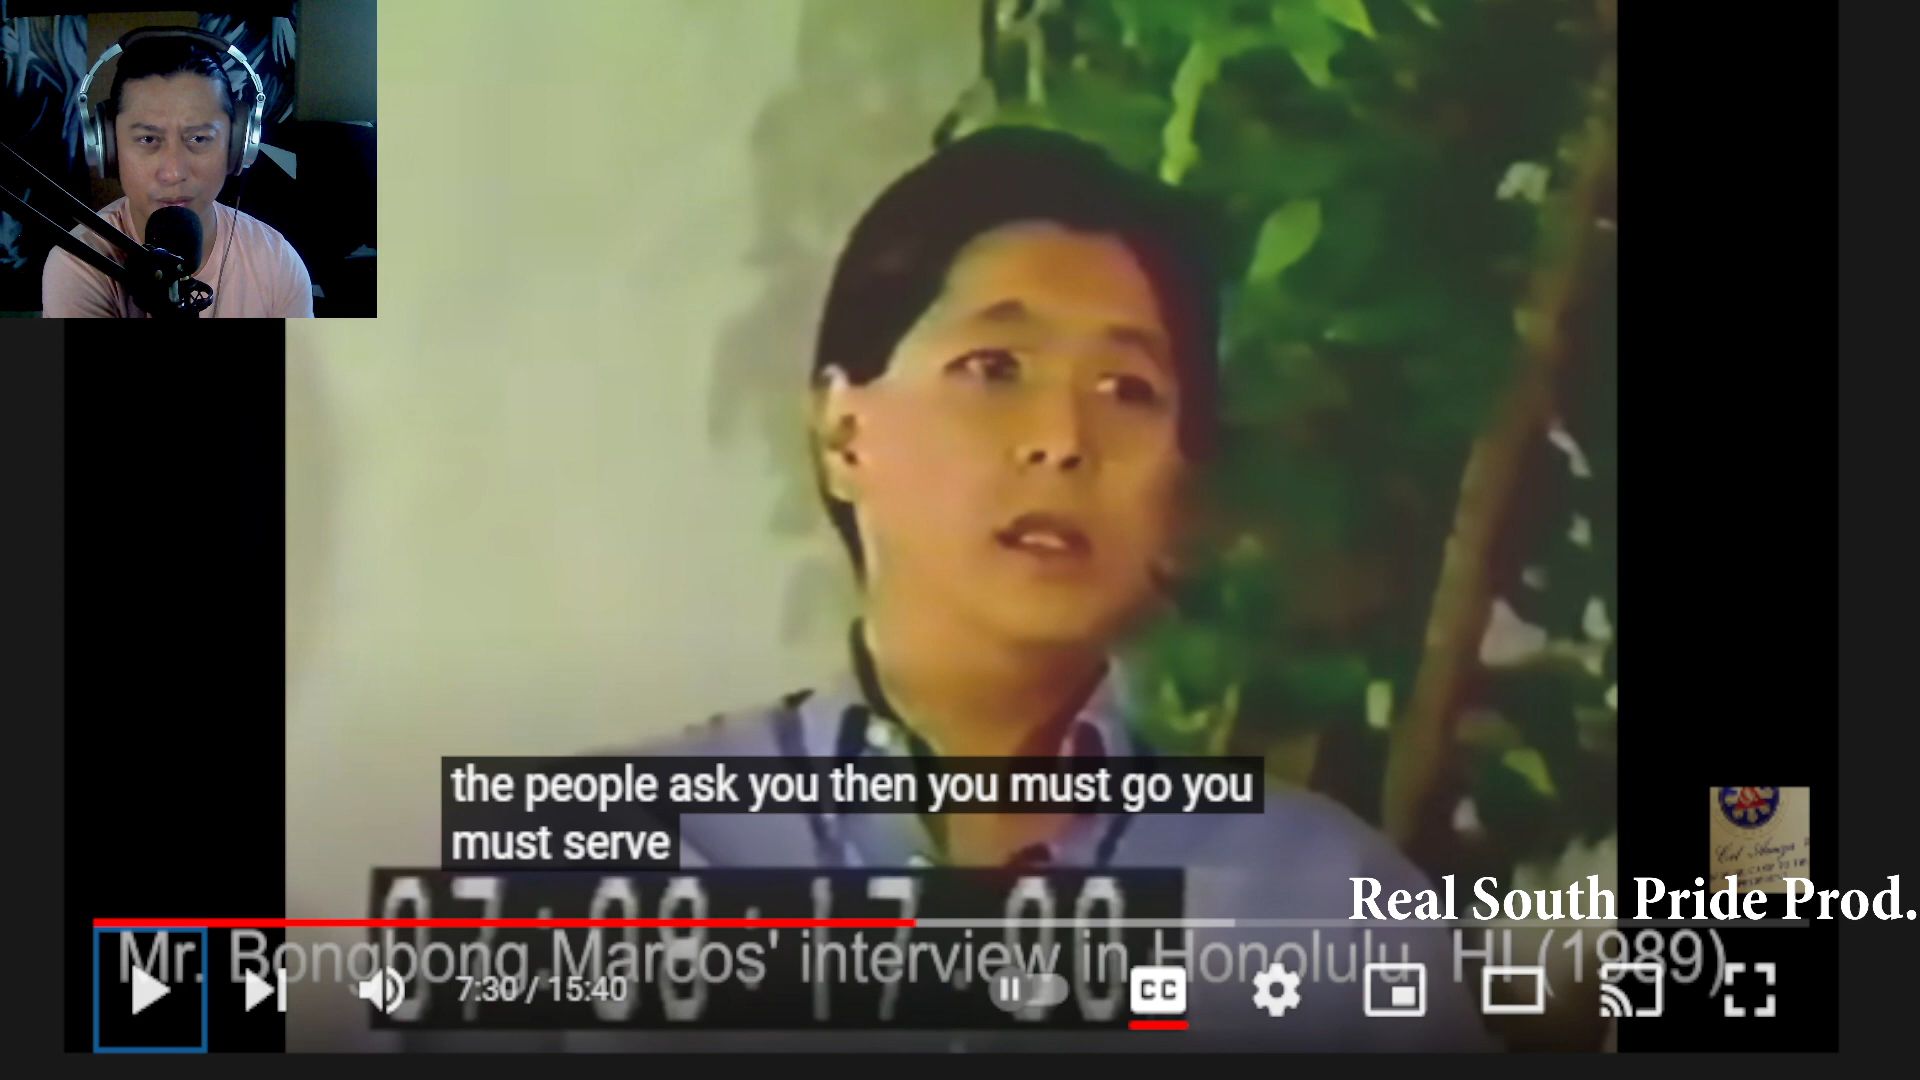 the people ask you then you must go you
must serve
Real South Pride Prod.
Mr. Bongbong Marcos' interview in Honolulu, HI (1989)
7:30 / 15:40
CC